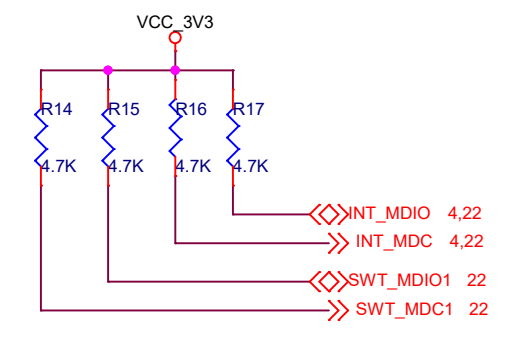 VCC_3V3
R14 R15 R16 R17
4.7K 4.7K 4.7K 4.7K
INT_MDIO 4,22
INT_MDC 4,22
SWT_MDIO1 22
SWT_MDC1 22